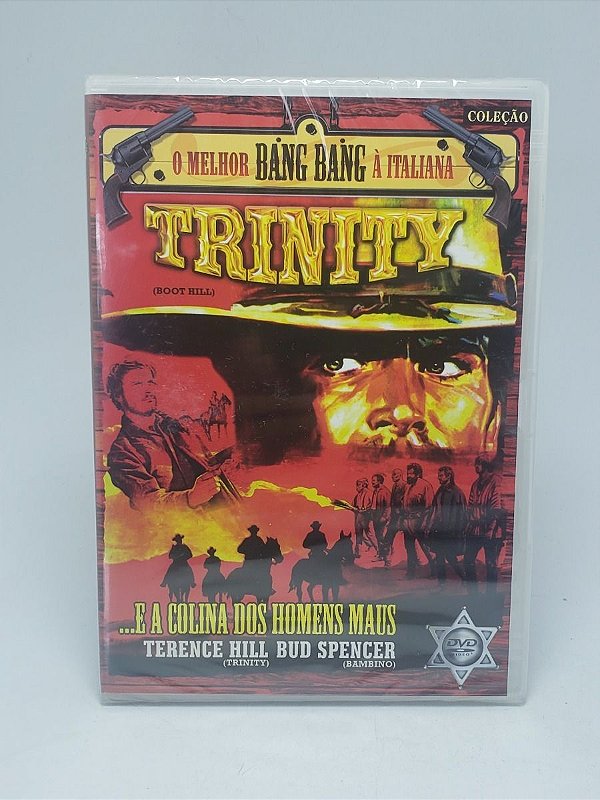 COLEÇÃO
O MELHOR BANG BANG À ITALIANA
TRINITY
(BOOT HILL)
...E A COLINA DOS HOMENS MAUS
TERENCE HILL BUD SPENCER
(TRINITY) (BAMBINO)
DVD
VIDEO